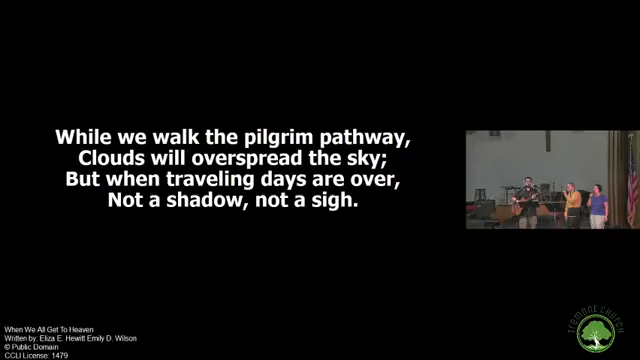 While we walk the pilgrim pathway,
Clouds will overspread the sky;
But when traveling days are over,
Not a shadow, not a sigh.
When We All Get To Heaven
Written by: Eliza E. Hewitt Emily D. Wilson
© Public Domain
CCLI License: 1479
TREMONT CHURCH